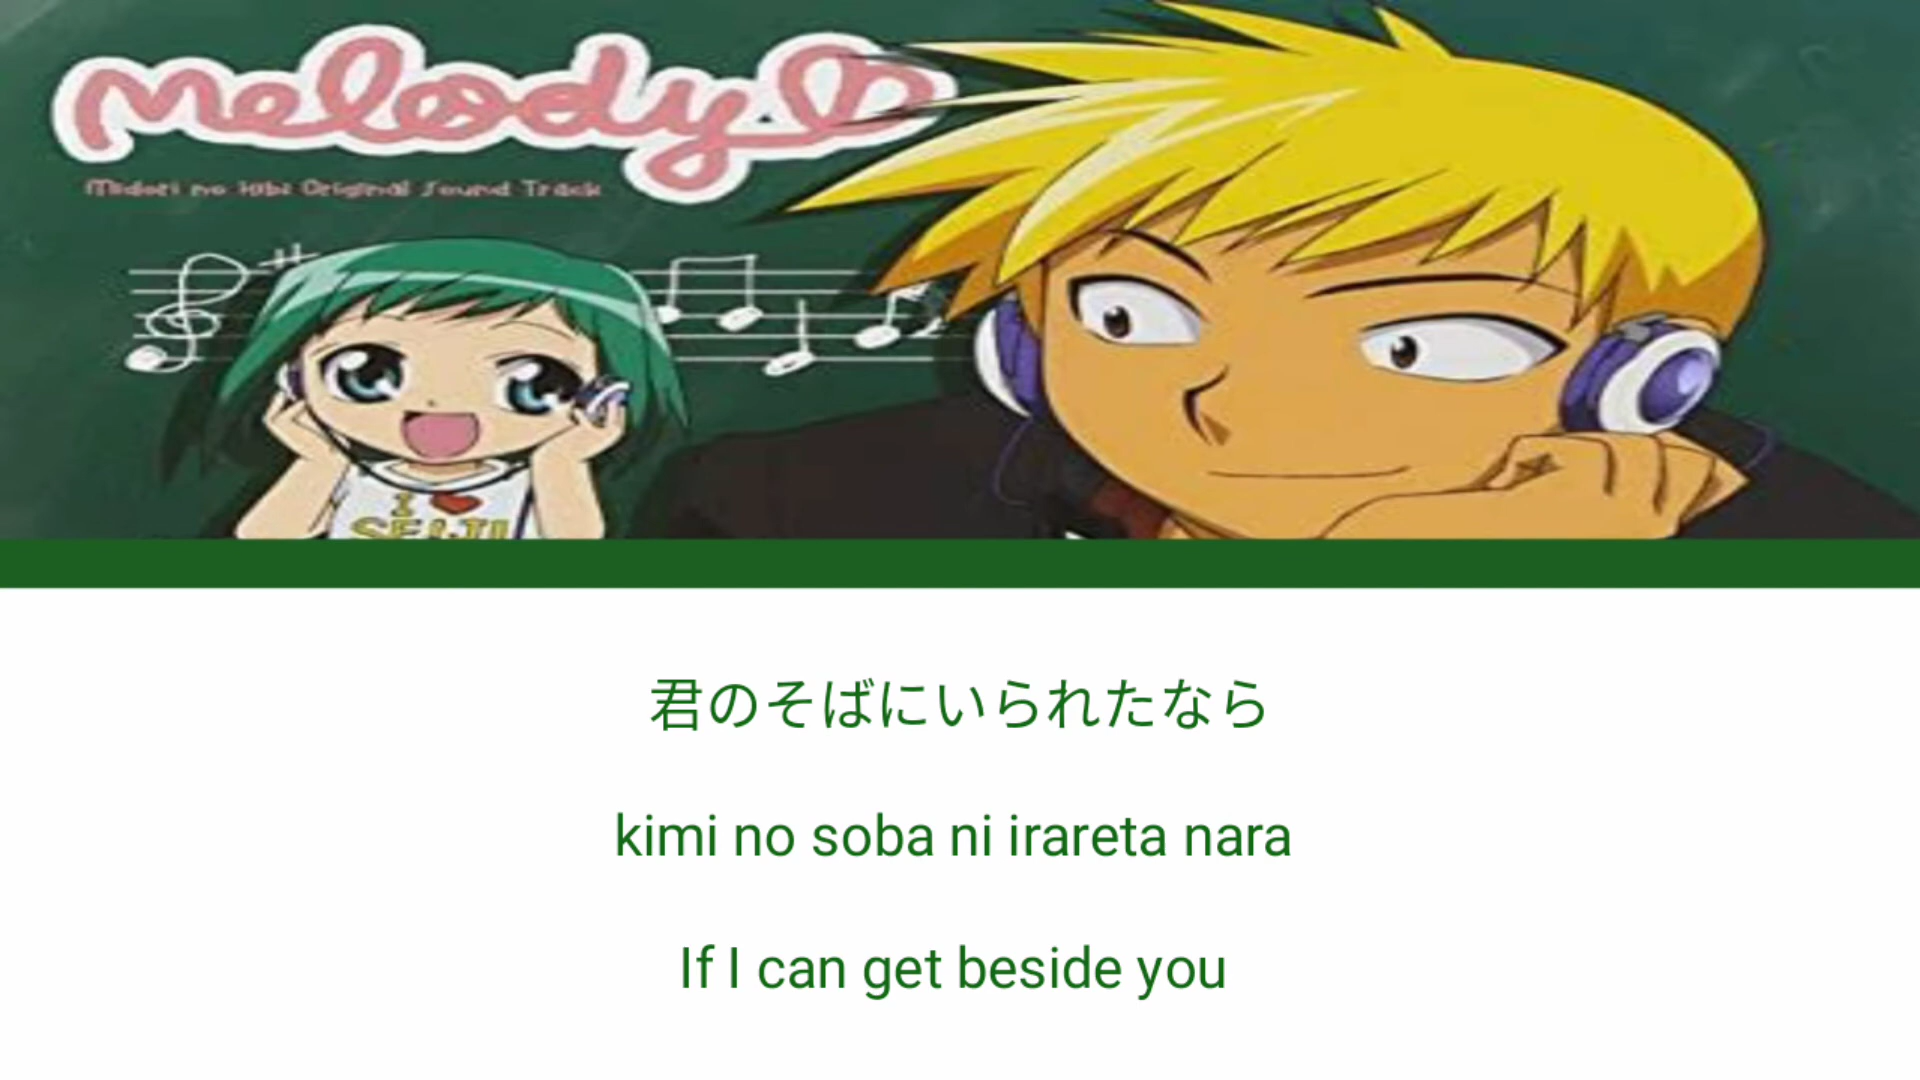 Melody
Midori no Hibi Original Sound Track
I ♥
SEIJI
君のそばにいられたなら
kimi no soba ni irareta nara
If I can get beside you